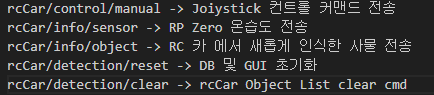 rcCar/control/manual -> Joiystick 컨트롤 커맨드 전송
rcCar/info/sensor -> RP Zero 온습도 전송
rcCar/info/object -> RC 카 에서 새롭게 인식한 사물 전송
rcCar/detection/reset -> DB 및 GUI 초기화
rcCar/detection/clear -> rcCar Object List clear cmd